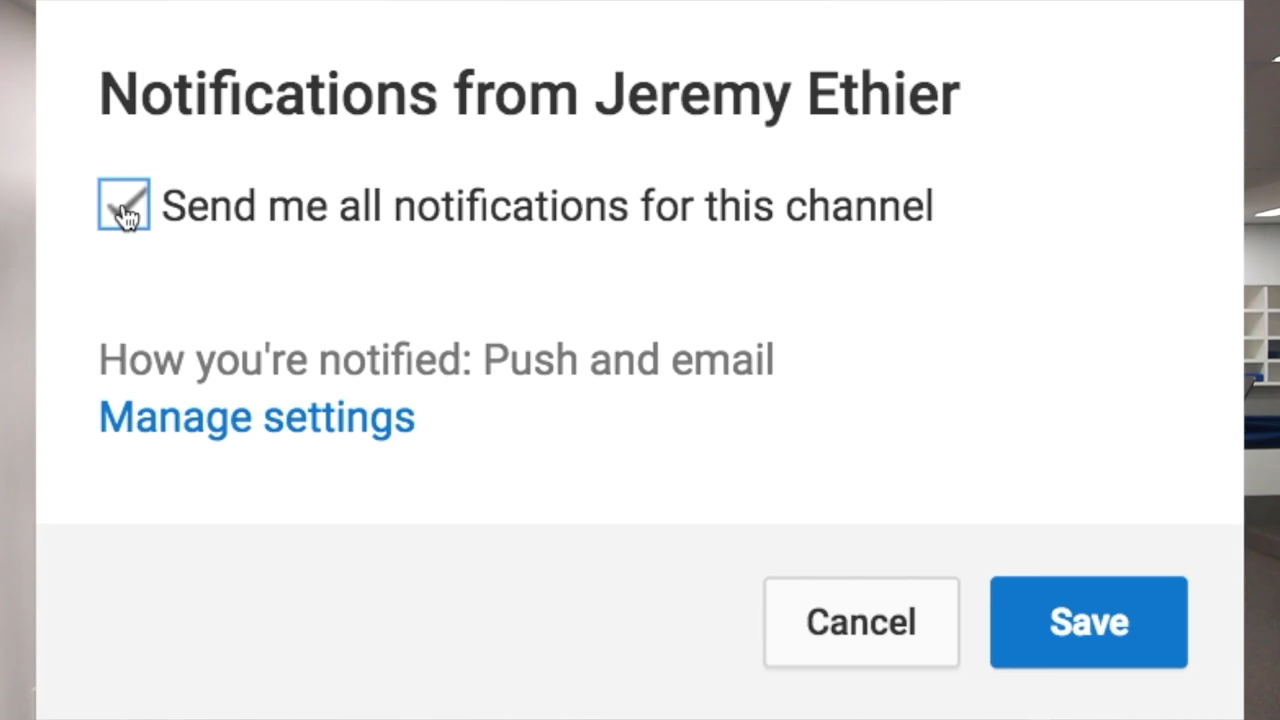 Notifications from Jeremy Ethier
Send me all notifications for this channel
How you're notified: Push and email
Manage settings
Cancel
Save